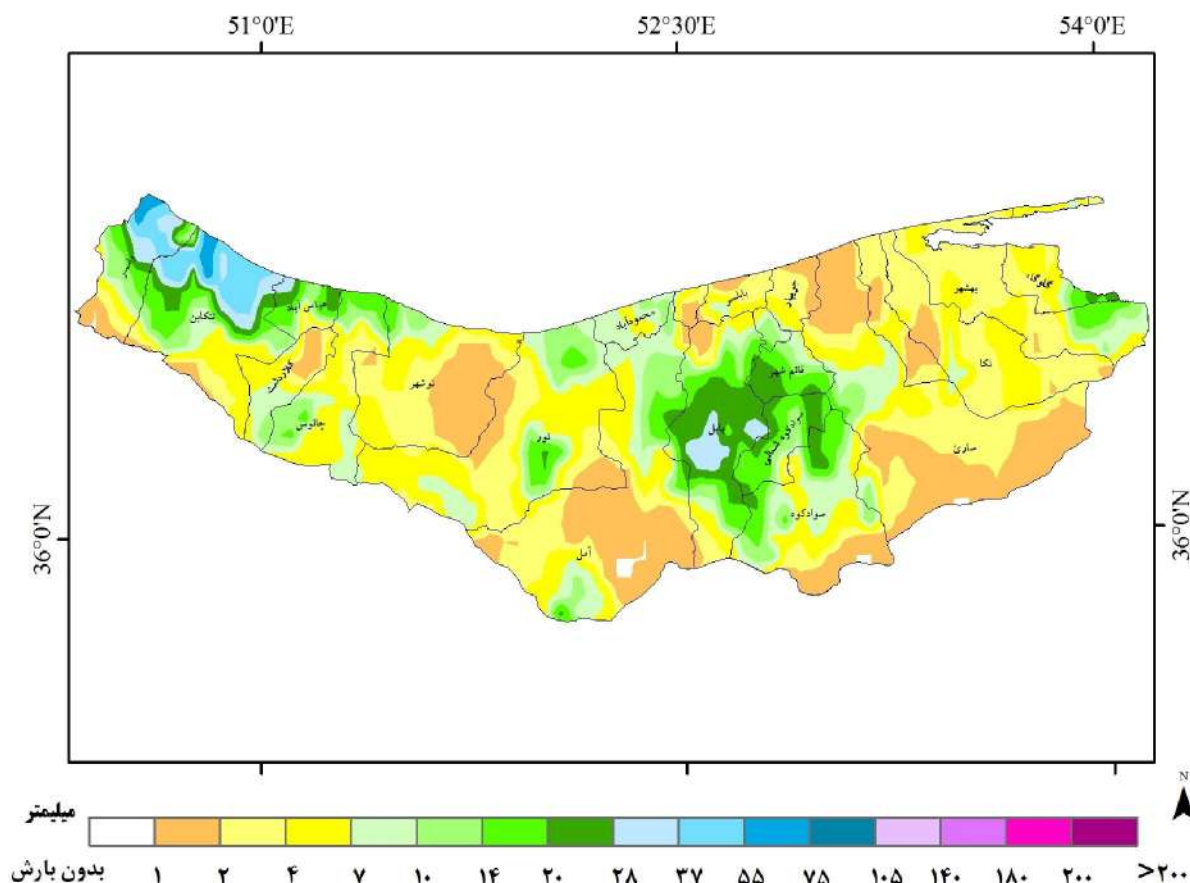 51°0'E 52°30'E 54°0'E
عباس آباد
تنکابن
چالوس
نوشهر
نور
آمل
محمودآباد
بابلسر
جویبار
قائم شهر
بابل
سوادکوه
ساری
نکا
بهشهر
گلوگاه
36°0'N 36°0'N
N
میلیمتر
بدون بارش ۱ ۲ ۴ ۷ ۱۰ ۱۴ ۲۰ ۲۸ ۳۷ ۵۵ ۷۵ ۱۰۵ ۱۴۰ ۱۸۰ ۲۰۰ >۲۰۰